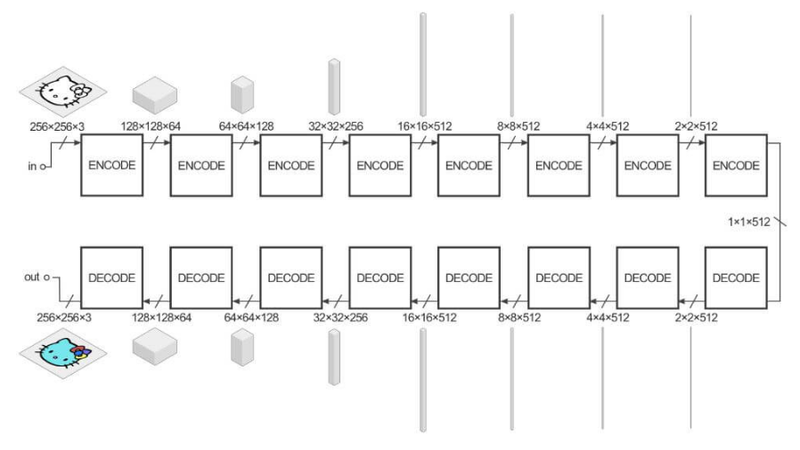 256×256×3 128×128×64 64×64×128 32×32×256 16×16×512 8×8×512 4×4×512 2×2×512
in ENCODE ENCODE ENCODE ENCODE ENCODE ENCODE ENCODE ENCODE
1×1×512
out DECODE DECODE DECODE DECODE DECODE DECODE DECODE DECODE
256×256×3 128×128×64 64×64×128 32×32×256 16×16×512 8×8×512 4×4×512 2×2×512